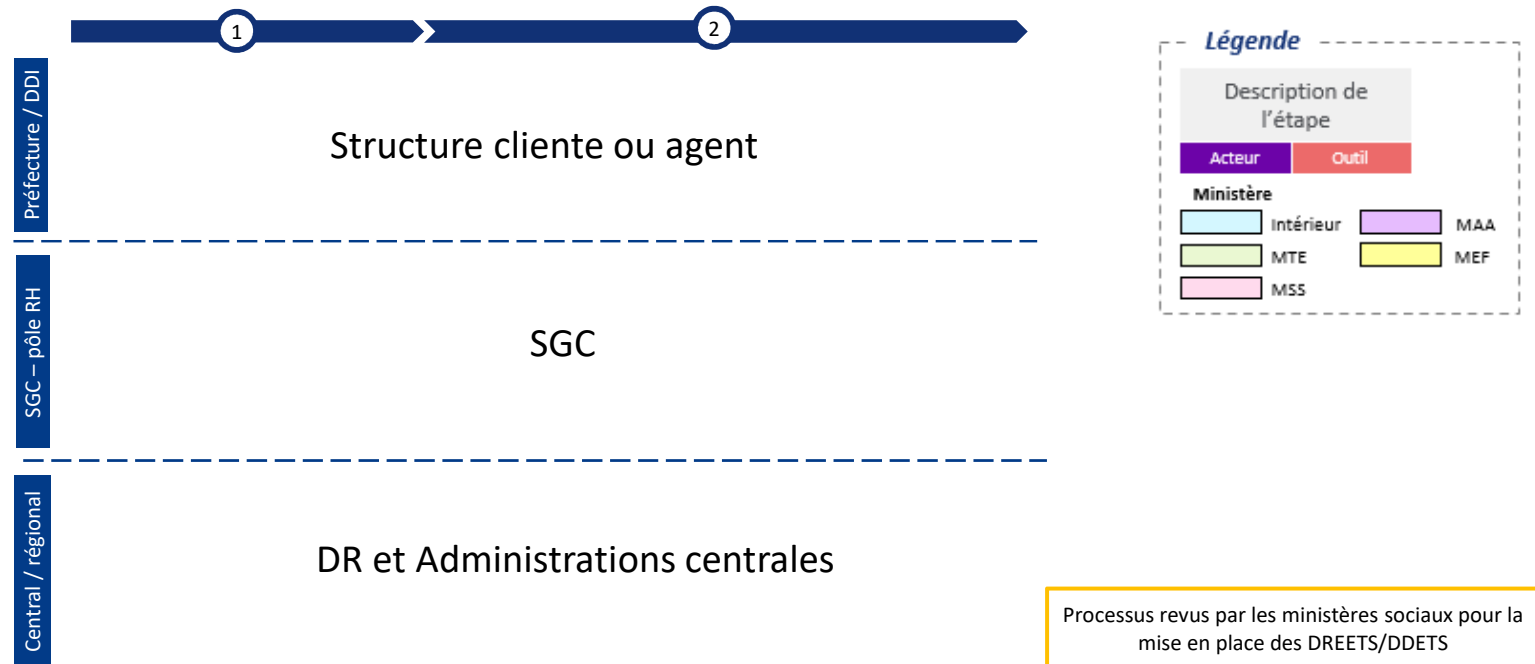 1
2
Préfecture / DDI
Structure cliente ou agent
SGC – pôle RH
SGC
Central / régional
DR et Administrations centrales
Légende
Description de
l'étape
Acteur
Outil
Ministère
Intérieur
MAA
MTE
MEF
MSS
Processus revus par les ministères sociaux pour la
mise en place des DREETS/DDETS